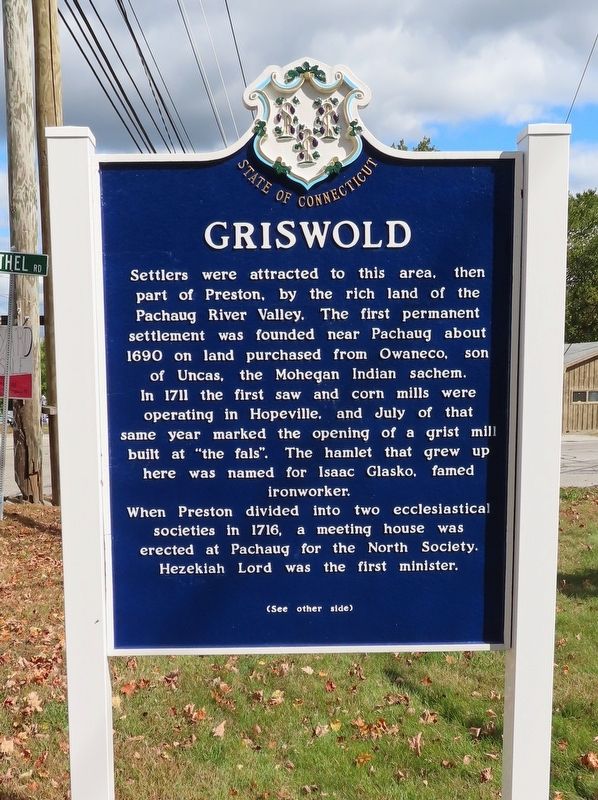 STATE OF CONNECTICUT
GRISWOLD
Settlers were attracted to this area, then
part of Preston, by the rich land of the
Pachaug River Valley. The first permanent
settlement was founded near Pachaug about
1690 on land purchased from Owaneco, son
of Uncas, the Mohegan Indian sachem.
In 1711 the first saw and corn mills were
operating in Hopeville, and July of that
same year marked the opening of a grist mill
built at "the fals". The hamlet that grew up
here was named for Isaac Glasko, famed
ironworker.
When Preston divided into two ecclesiastical
societies in 1716, a meeting house was
erected at Pachaug for the North Society.
Hezekiah Lord was the first minister.
(See other side)
THEL RD